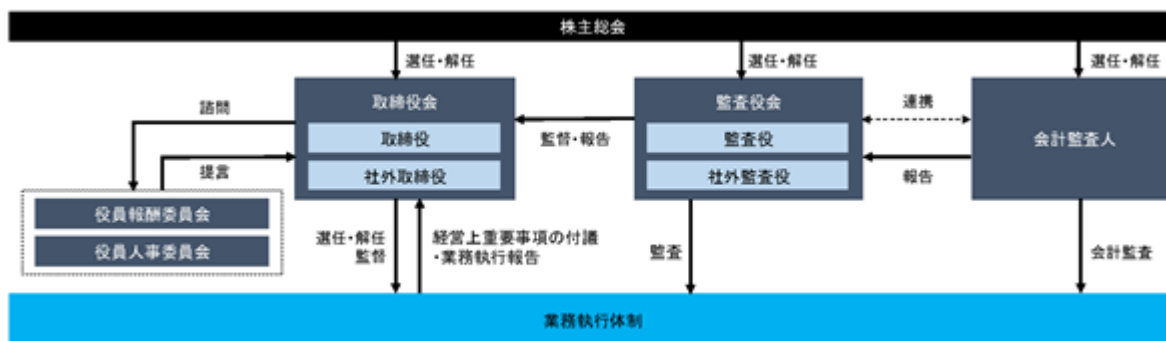 株主総会
選任・解任
選任・解任
選任・解任
取締役会
取締役
社外取締役
監査役会
監査役
社外監査役
会計監査人
諮問
提言
監督・報告
連携
報告
役員報酬委員会
役員人事委員会
選任・解任
監督
経営上重要事項の付議
・業務執行報告
監査
会計監査
業務執行体制